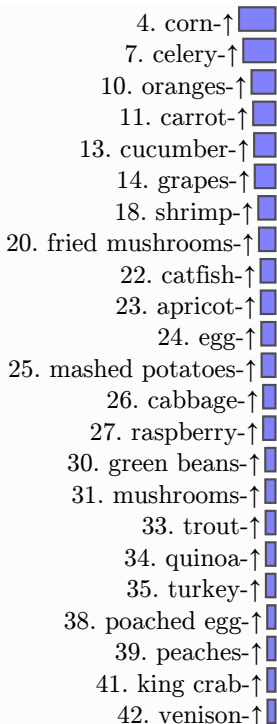 4. corn-↑
7. celery-↑
10. oranges-↑
11. carrot-↑
13. cucumber-↑
14. grapes-↑
18. shrimp-↑
20. fried mushrooms-↑
22. catfish-↑
23. apricot-↑
24. egg-↑
25. mashed potatoes-↑
26. cabbage-↑
27. raspberry-↑
30. green beans-↑
31. mushrooms-↑
33. trout-↑
34. quinoa-↑
35. turkey-↑
38. poached egg-↑
39. peaches-↑
41. king crab-↑
42. venison-↑